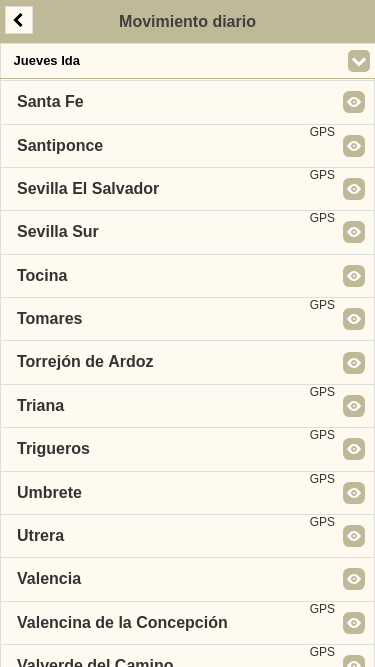 Movimiento diario
Jueves Ida
Santa Fe
GPS
Santiponce
GPS
Sevilla El Salvador
GPS
Sevilla Sur
Tocina
GPS
Tomares
Torrejón de Ardoz
GPS
Triana
GPS
Trigueros
GPS
Umbrete
GPS
Utrera
Valencia
GPS
Valencina de la Concepción
GPS
Valverde del Camino